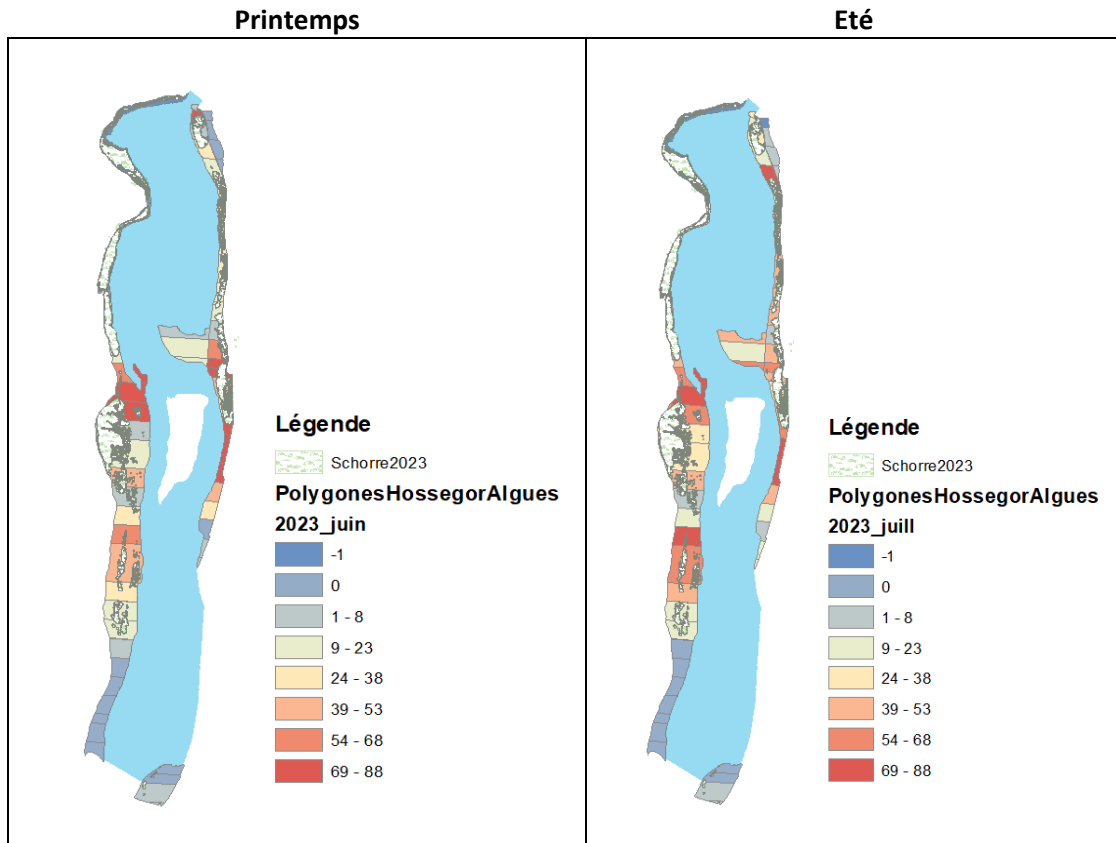 Printemps
Eté
Légende
Schorre2023
PolygonesHossegorAlgues
2023_juin
-1
0
1 - 8
9 - 23
24 - 38
39 - 53
54 - 68
69 - 88
Légende
Schorre2023
PolygonesHossegorAlgues
2023_juill
-1
0
1 - 8
9 - 23
24 - 38
39 - 53
54 - 68
69 - 88